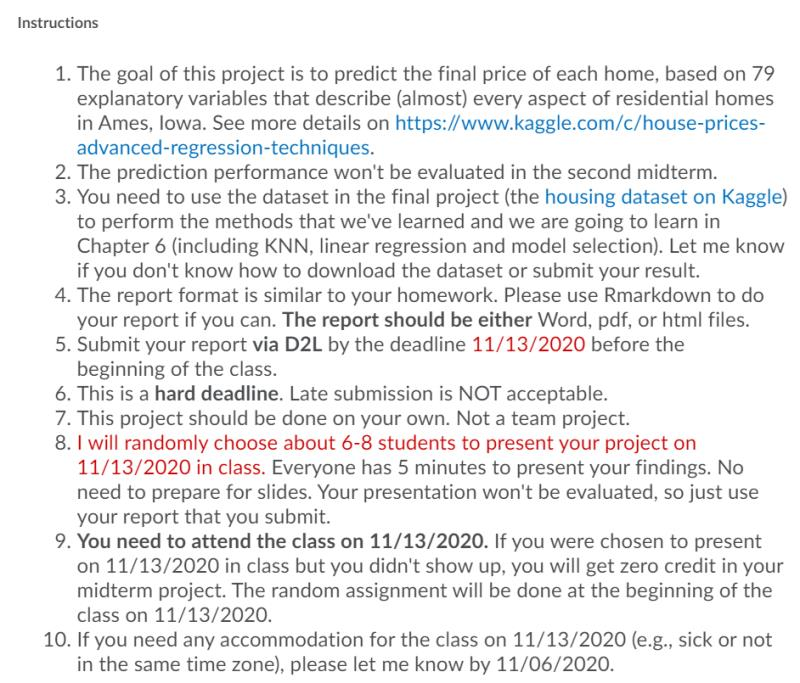 Instructions
1. The goal of this project is to predict the final price of each home, based on 79
explanatory variables that describe (almost) every aspect of residential homes
in Ames, Iowa. See more details on https://www.kaggle.com/c/house-prices-
advanced-regression-techniques.
2. The prediction performance won't be evaluated in the second midterm.
3. You need to use the dataset in the final project (the housing dataset on Kaggle)
to perform the methods that we've learned and we are going to learn in
Chapter 6 (including KNN, linear regression and model selection). Let me know
if you don't know how to download the dataset or submit your result.
4. The report format is similar to your homework. Please use Rmarkdown to do
your report if you can. The report should be either Word, pdf, or html files.
5. Submit your report via D2L by the deadline 11/13/2020 before the
beginning of the class.
6. This is a hard deadline. Late submission is NOT acceptable.
7. This project should be done on your own. Not a team project.
8. I will randomly choose about 6-8 students to present your project on
11/13/2020 in class. Everyone has 5 minutes to present your findings. No
need to prepare for slides. Your presentation won't be evaluated, so just use
your report that you submit.
9. You need to attend the class on 11/13/2020. If you were chosen to present
on 11/13/2020 in class but you didn't show up, you will get zero credit in your
midterm project. The random assignment will be done at the beginning of the
class on 11/13/2020.
10. If you need any accommodation for the class on 11/13/2020 (e.g., sick or not
in the same time zone), please let me know by 11/06/2020.